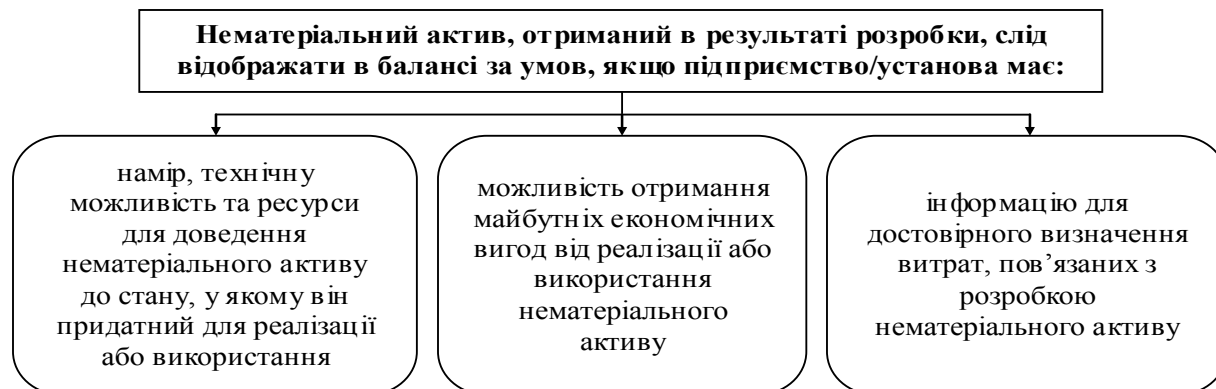 Нематеріальний актив, отриманий в результаті розробки, слід
відображати в балансі за умов, якщо підприємство/установа має:
намір, технічну
можливість та ресурси
для доведення
нематеріального активу
до стану, у якому він
придатний для реалізації
або використання
можливість отримання
майбутніх економічних
вигод від реалізації або
використання
нематеріального
активу
інформацію для
достовірного визначення
витрат, пов’язаних з
розробкою
нематеріального активу